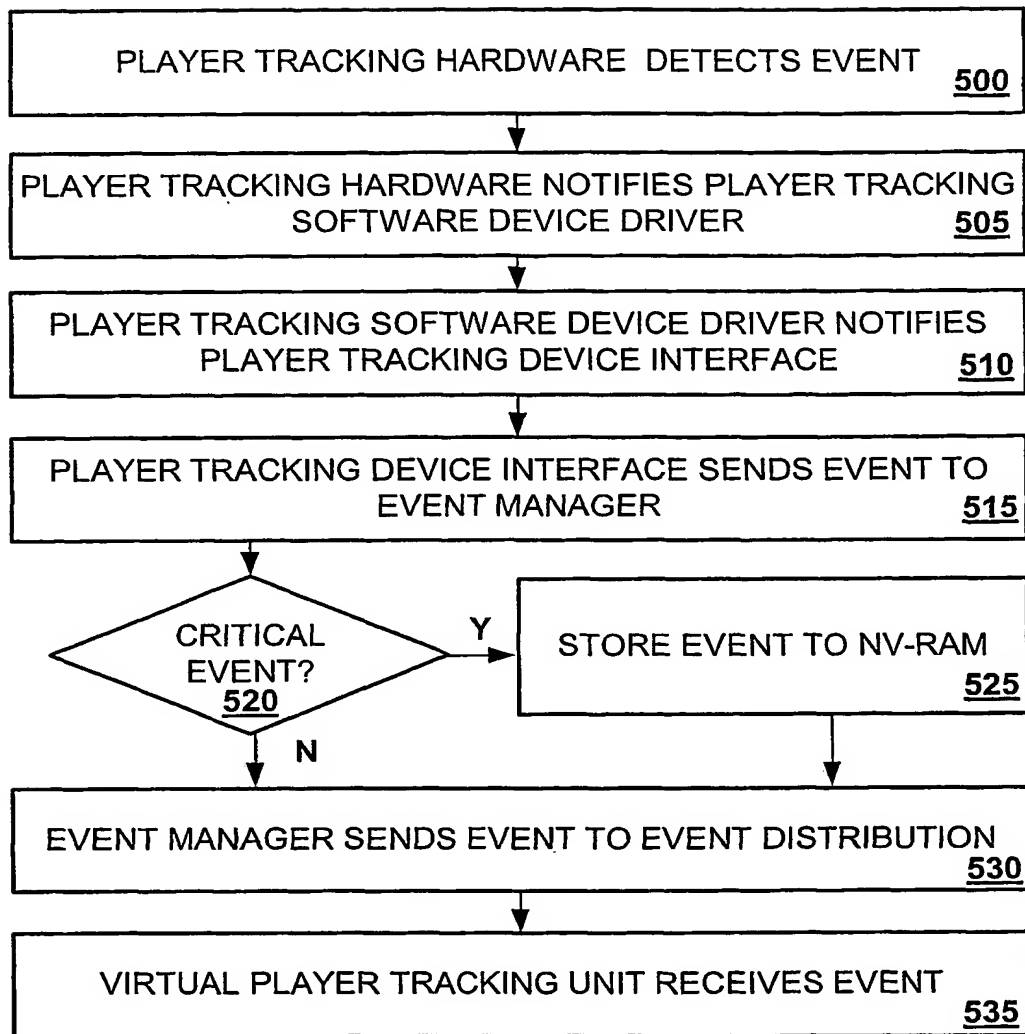 PLAYER TRACKING HARDWARE DETECTS EVENT
500
PLAYER TRACKING HARDWARE NOTIFIES PLAYER TRACKING
SOFTWARE DEVICE DRIVER
505
PLAYER TRACKING SOFTWARE DEVICE DRIVER NOTIFIES
PLAYER TRACKING DEVICE INTERFACE
510
PLAYER TRACKING DEVICE INTERFACE SENDS EVENT TO
EVENT MANAGER
515
CRITICAL
EVENT?
520
Y
STORE EVENT TO NV-RAM
525
N
EVENT MANAGER SENDS EVENT TO EVENT DISTRIBUTION
530
VIRTUAL PLAYER TRACKING UNIT RECEIVES EVENT
535